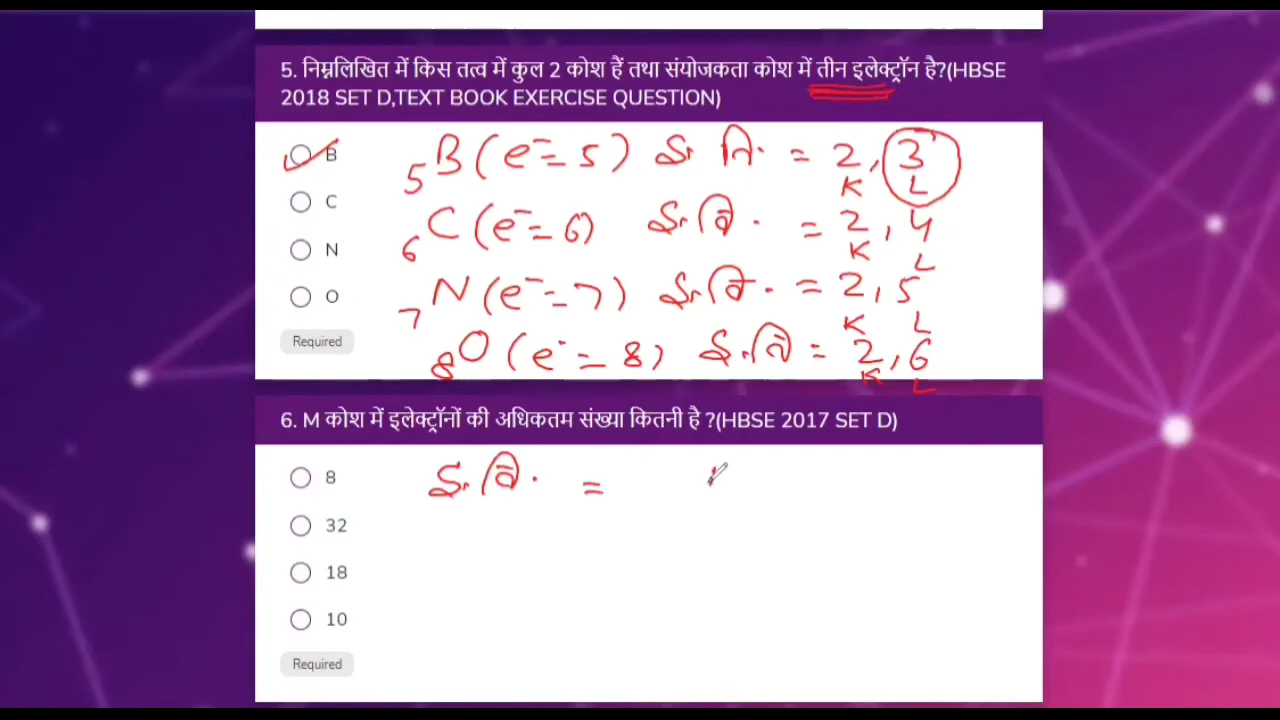 5. निम्नलिखित में किस तत्व में कुल 2 कोश हैं तथा संयोजकता कोश में तीन इलेक्ट्रॉन है?(HBSE
2018 SET D,TEXT BOOK EXERCISE QUESTION)
B ₅B (e⁻= 5) इ. वि. = 2, 3
K L
C ₆C (e⁻= 6) इ. वि. = 2, 4
K L
N ₇N (e⁻= 7) इ. वि. = 2, 5
K L
O ₈O (e⁻= 8) इ. वि = 2, 6
K L
Required
6. M कोश में इलेक्ट्रॉनों की अधिकतम संख्या कितनी है ?(HBSE 2017 SET D)
8 इ. वि. =
32
18
10
Required